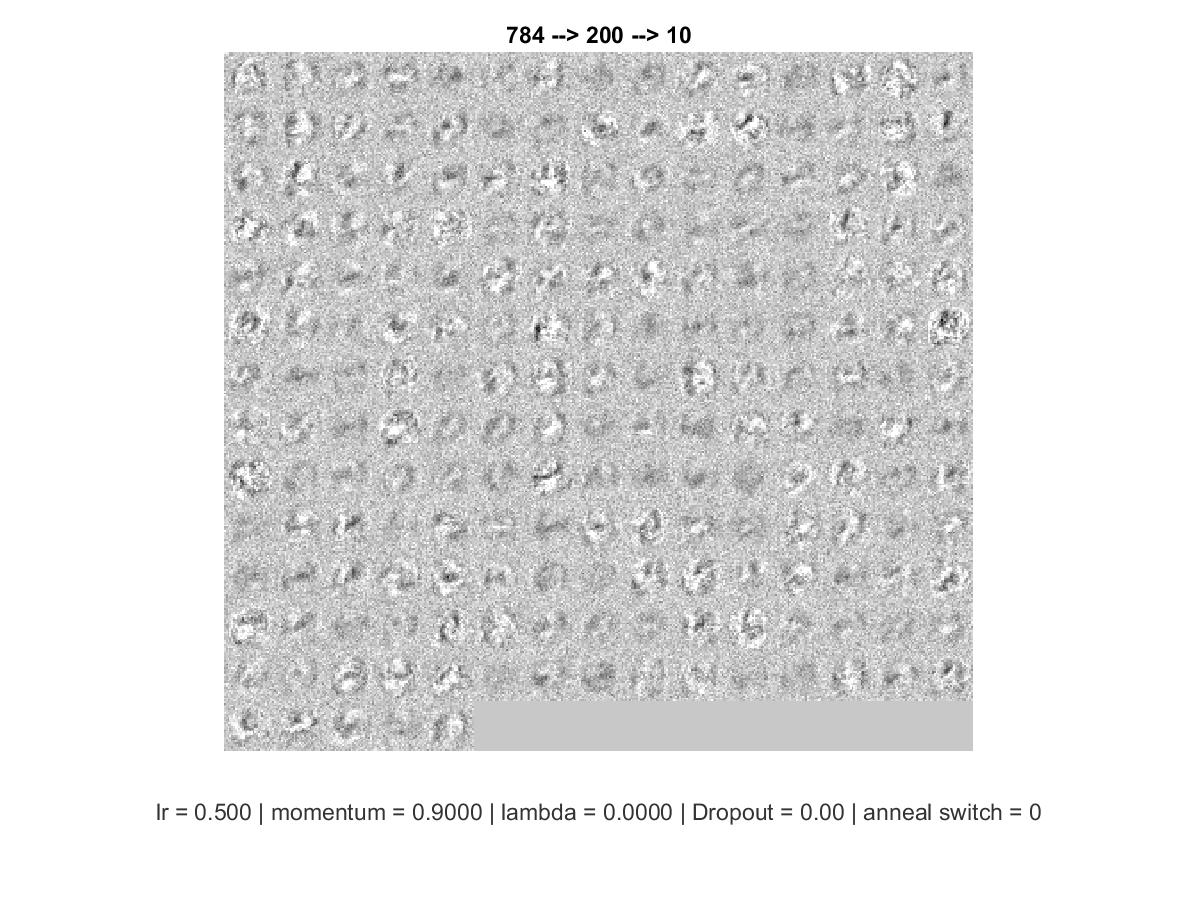 784 --> 200 --> 10
lr = 0.500 | momentum = 0.9000 | lambda = 0.0000 | Dropout = 0.00 | anneal switch = 0